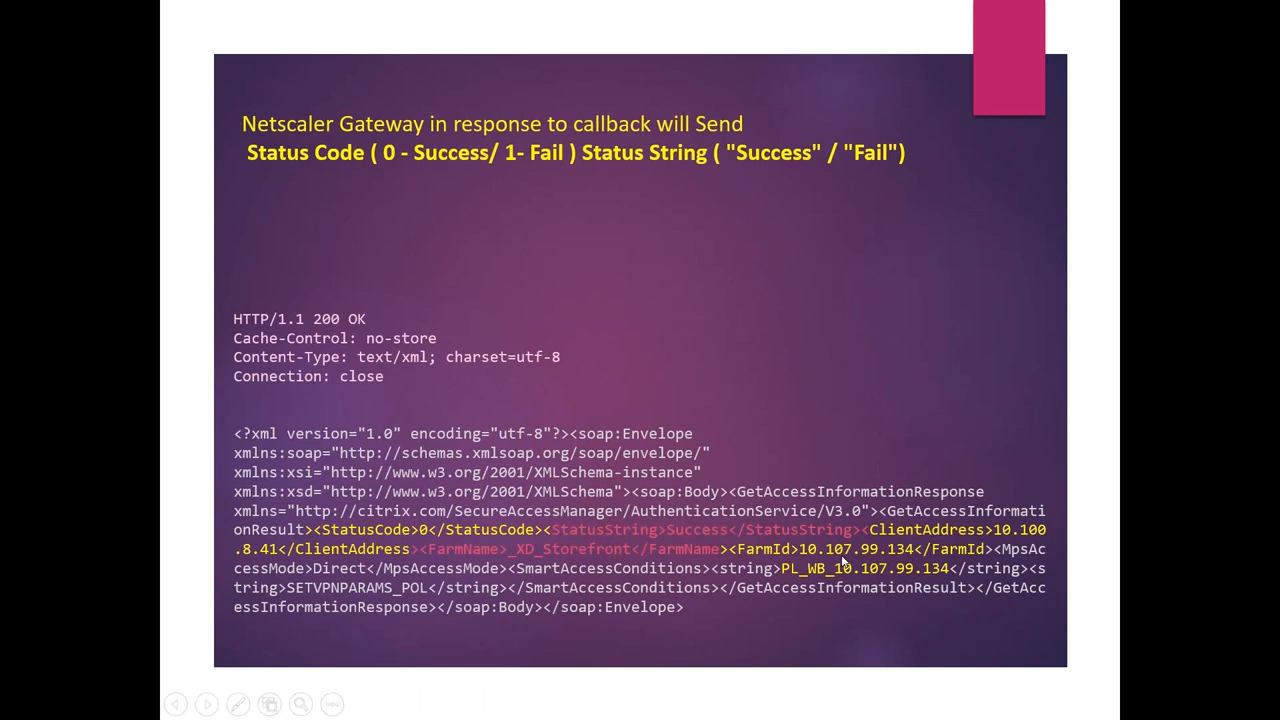 Netscaler Gateway in response to callback will Send
Status Code ( 0 - Success/ 1- Fail ) Status String ( "Success" / "Fail")
HTTP/1.1 200 OK
Cache-Control: no-store
Content-Type: text/xml; charset=utf-8
Connection: close
<?xml version="1.0" encoding="utf-8"?><soap:Envelope
xmlns:soap="http://schemas.xmlsoap.org/soap/envelope/"
xmlns:xsi="http://www.w3.org/2001/XMLSchema-instance"
xmlns:xsd="http://www.w3.org/2001/XMLSchema"><soap:Body><GetAccessInformationResponse
xmlns="http://citrix.com/SecureAccessManager/AuthenticationService/V3.0"><GetAccessInformati
onResult><StatusCode>0</StatusCode><StatusString>Success</StatusString><ClientAddress>10.100
.8.41</ClientAddress><FarmName>_XD_Storefront</FarmName><FarmId>10.107.99.134</FarmId><MpsAc
cessMode>Direct</MpsAccessMode><SmartAccessConditions><string>PL_WB_10.107.99.134</string><s
tring>SETVPNPARAMS_POL</string></SmartAccessConditions></GetAccessInformationResult></GetAcc
essInformationResponse></soap:Body></soap:Envelope>